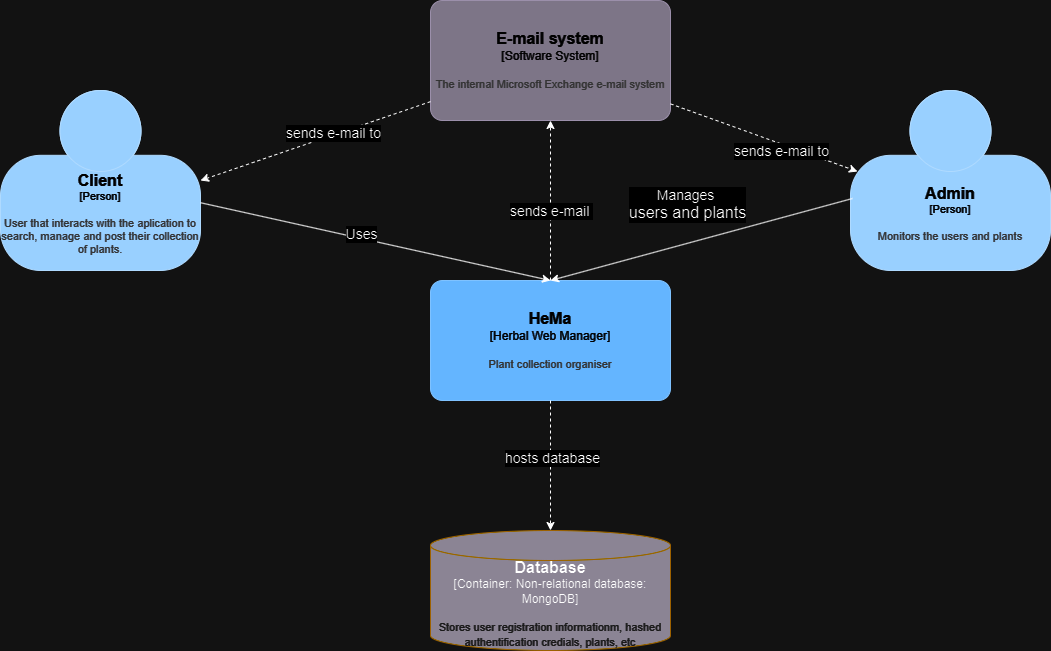 E-mail system
[Software System]
The internal Microsoft Exchange e-mail system
sends e-mail to
sends e-mail to
Client
[Person]
User that interacts with the aplication to
search, manage and post their collection
of plants.
Admin
[Person]
Monitors the users and plants
Manages
users and plants
sends e-mail
Uses
HeMa
[Herbal Web Manager]
Plant collection organiser
hosts database
Database
[Container: Non-relational database:
MongoDB]
Stores user registration informationm, hashed
authentification credials, plants, etc